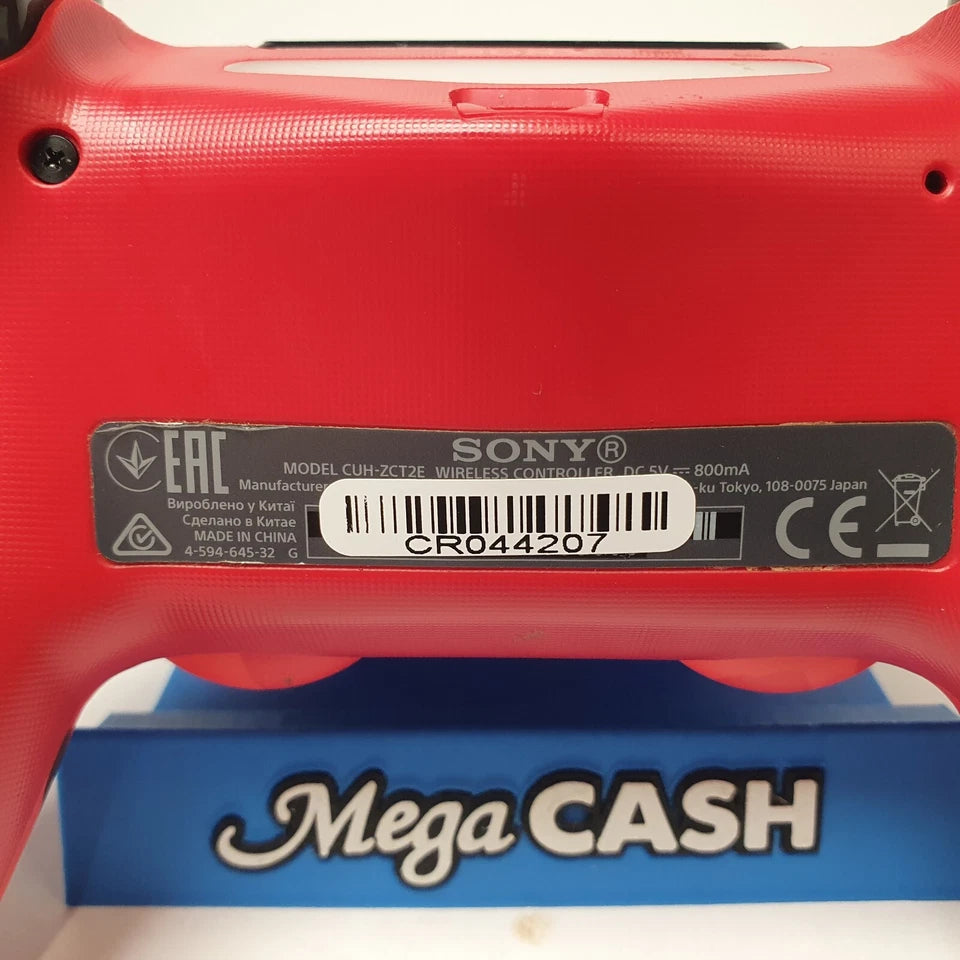 EAC
SONY®
MODEL CUH-ZCT2E WIRELESS CONTROLLER DC 5V ⎓ 800mA
Manufacturer -ku Tokyo, 108-0075 Japan
Вироблено у Китаї
Сделано в Китае
MADE IN CHINA
4-594-645-32 G
CE
CR044207
Mega CASH